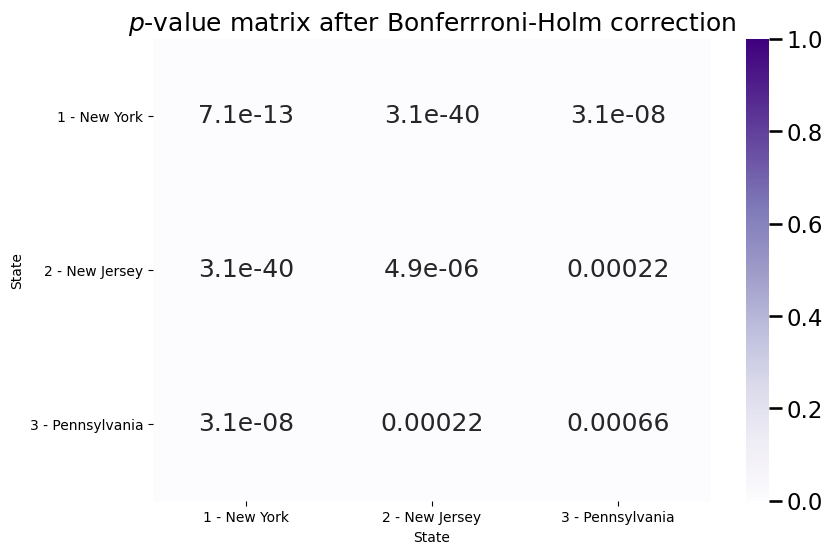 p-value matrix after Bonferrroni-Holm correction
1 - New York
7.1e-13
3.1e-40
3.1e-08
2 - New Jersey
3.1e-40
4.9e-06
0.00022
3 - Pennsylvania
3.1e-08
0.00022
0.00066
State
1 - New York
2 - New Jersey
3 - Pennsylvania
State
1.0
0.8
0.6
0.4
0.2
0.0